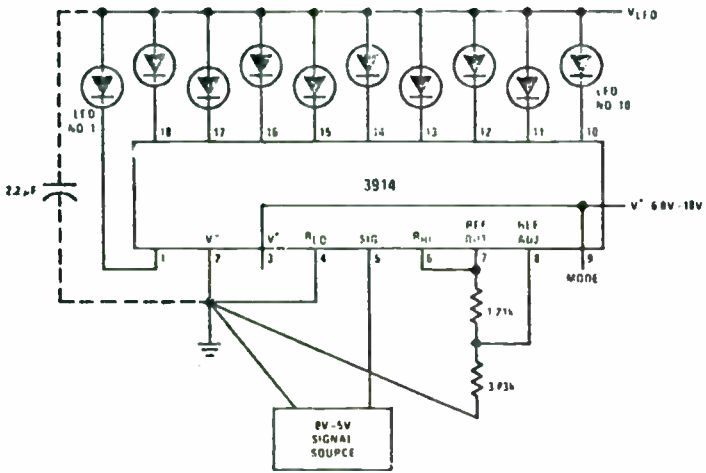 V LED
LED
NO 1
LED
NO. 10
18 17 16 15 14 13 12 11 10
2.2 µF
3914
V+ 6.8V-18V
V- V+ RLO SIG RHI REF OUT REF ADJ
1 2 3 4 5 6 7 8 9
MODE
1.21k
3.83k
0V-5V
SIGNAL
SOURCE